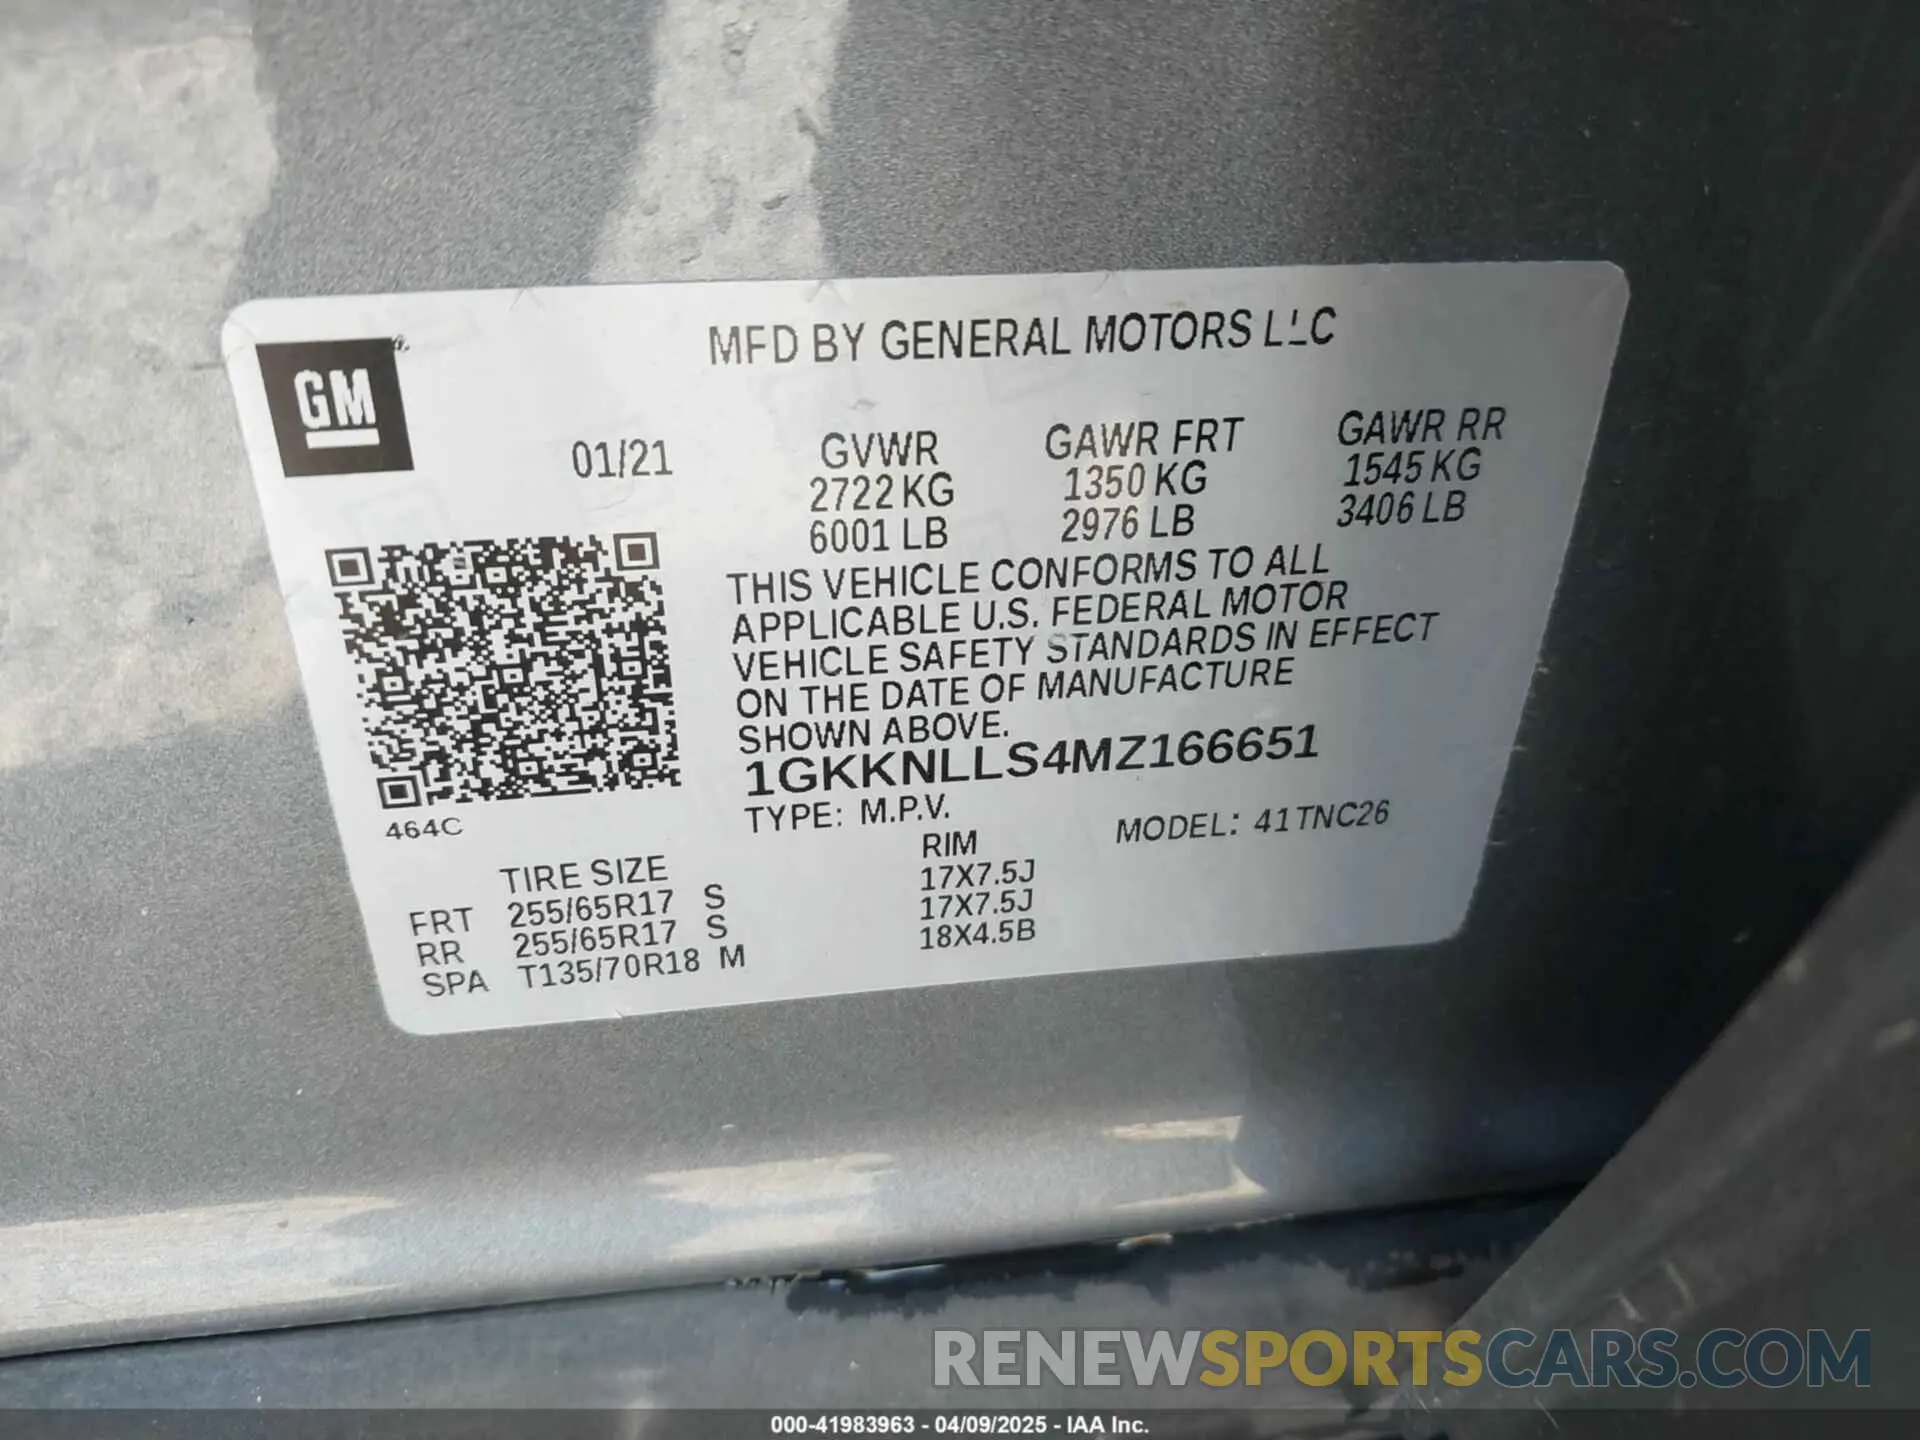 MFD BY GENERAL MOTORS LLC
GM
01/21 GVWR GAWR FRT GAWR RR
2722 KG 1350 KG 1545 KG
6001 LB 2976 LB 3406 LB
THIS VEHICLE CONFORMS TO ALL
APPLICABLE U.S. FEDERAL MOTOR
VEHICLE SAFETY STANDARDS IN EFFECT
ON THE DATE OF MANUFACTURE
SHOWN ABOVE.
1GKKNLLS4MZ166651
TYPE: M.P.V. MODEL: 41TNC26
464C
TIRE SIZE RIM
FRT 255/65R17 S 17X7.5J
RR 255/65R17 S 17X7.5J
SPA T135/70R18 M 18X4.5B
RENEWSPORTSCARS.COM
000-41983963 - 04/09/2025 - IAA Inc.